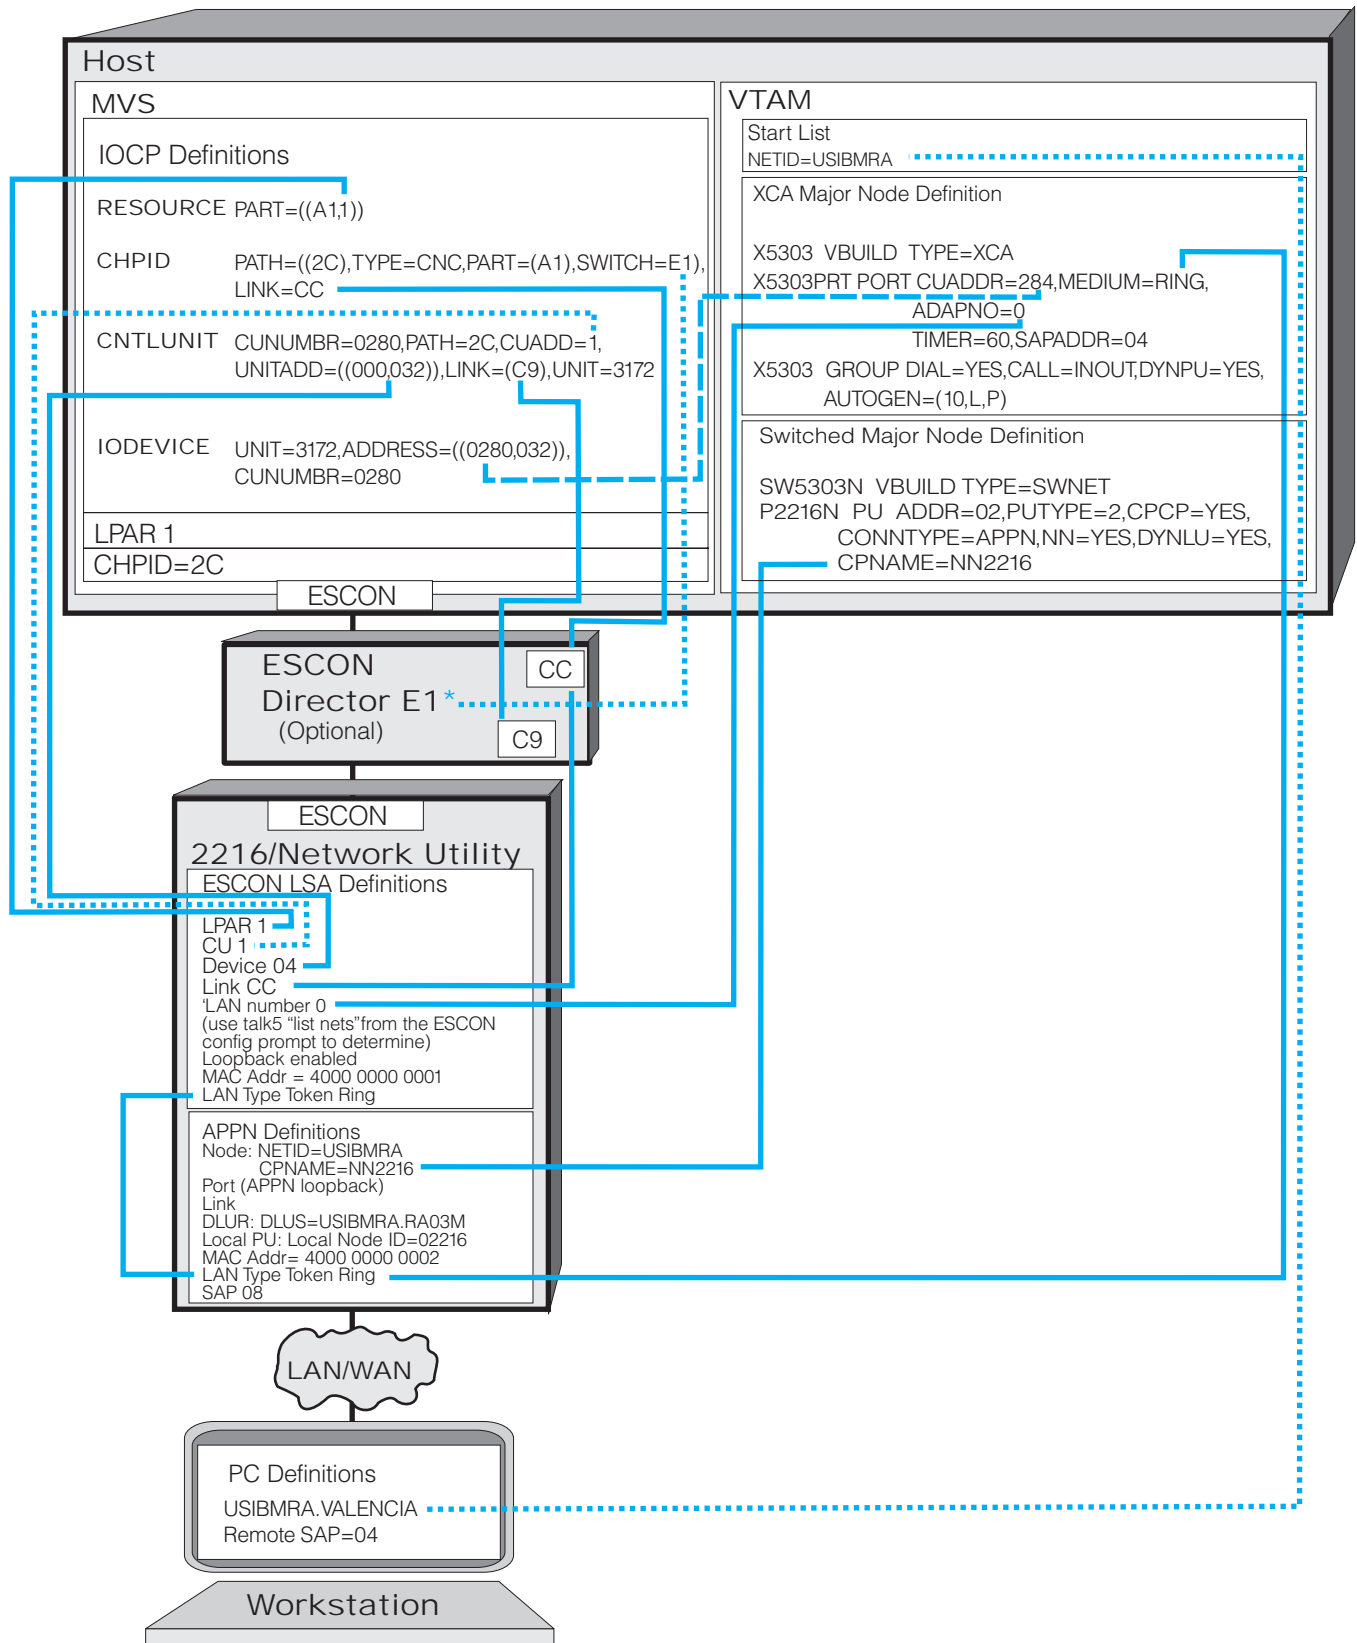 Host
MVS
IOCP Definitions
RESOURCE PART=((A1,1))
CHPID PATH=((2C),TYPE=CNC,PART=(A1),SWITCH=E1),
LINK=CC
CNTLUNIT CUNUMBR=0280,PATH=2C,CUADD=1,
UNITADD=((000,032)),LINK=(C9),UNIT=3172
IODEVICE UNIT=3172,ADDRESS=((0280,032)),
CUNUMBR=0280
LPAR 1
CHPID=2C
ESCON
VTAM
Start List
NETID=USIBMRA
XCA Major Node Definition
X5303 VBUILD TYPE=XCA
X5303PRT PORT CUADDR=284,MEDIUM=RING,
ADAPNO=0
TIMER=60,SAPADDR=04
X5303 GROUP DIAL=YES,CALL=INOUT,DYNPU=YES,
AUTOGEN=(10,L,P)
Switched Major Node Definition
SW5303N VBUILD TYPE=SWNET
P2216N PU ADDR=02,PUTYPE=2,CPCP=YES,
CONNTYPE=APPN,NN=YES,DYNLU=YES,
CPNAME=NN2216
ESCON
Director E1*
(Optional)
CC
C9
ESCON
2216/Network Utility
ESCON LSA Definitions
LPAR 1
CU 1
Device 04
Link CC
‘LAN number 0
(use talk5 “list nets”from the ESCON
config prompt to determine)
Loopback enabled
MAC Addr = 4000 0000 0001
LAN Type Token Ring
APPN Definitions
Node: NETID=USIBMRA
CPNAME=NN2216
Port (APPN loopback)
Link
DLUR: DLUS=USIBMRA.RA03M
Local PU: Local Node ID=02216
MAC Addr= 4000 0000 0002
LAN Type Token Ring
SAP 08
LAN/WAN
PC Definitions
USIBMRA.VALENCIA
Remote SAP=04
Workstation